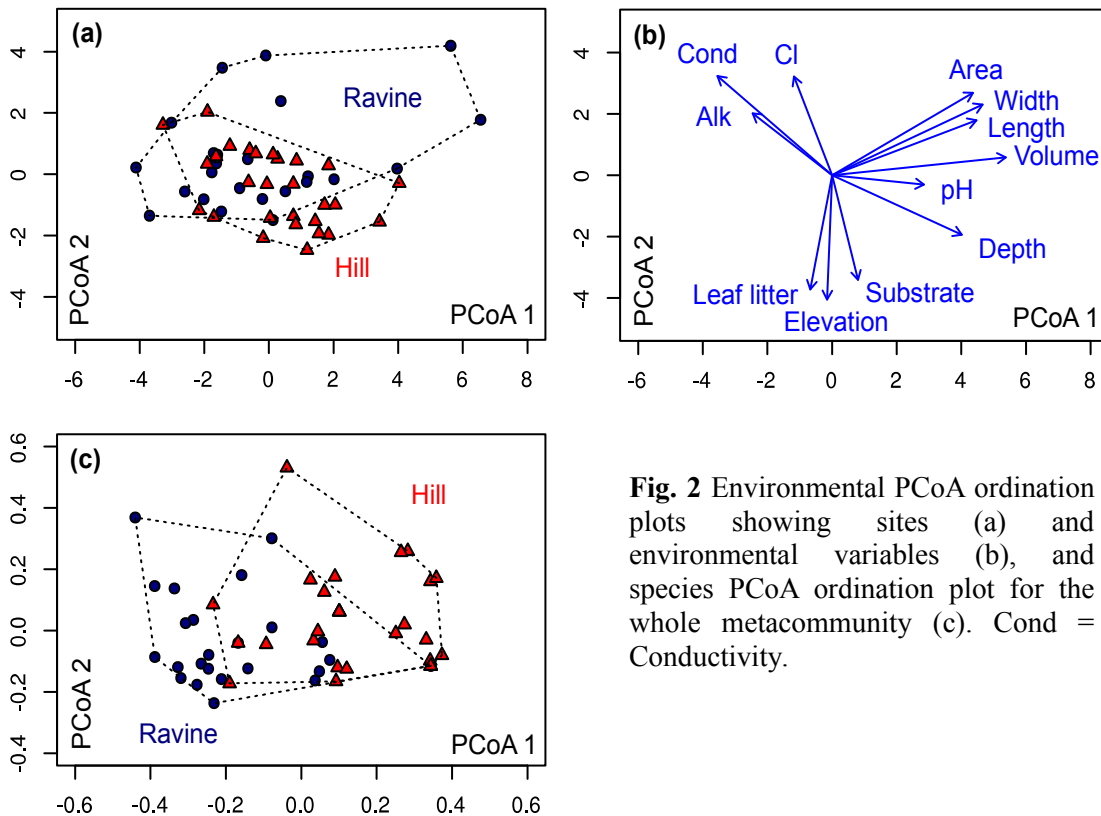 (a)
Ravine
Hill
PCoA 2
PCoA 1
4
2
0
-2
-4
-6 -4 -2 0 2 4 6 8
(b)
Cond
Cl
Alk
Area
Width
Length
Volume
pH
Depth
Leaf litter
Substrate
Elevation
PCoA 2
PCoA 1
4
2
0
-2
-4
-6 -4 -2 0 2 4 6 8
(c)
Hill
Ravine
PCoA 2
PCoA 1
0.6
0.4
0.2
0.0
-0.2
-0.4
-0.6 -0.4 -0.2 0.0 0.2 0.4 0.6
Fig. 2 Environmental PCoA ordination
plots showing sites (a) and
environmental variables (b), and
species PCoA ordination plot for the
whole metacommunity (c). Cond =
Conductivity.